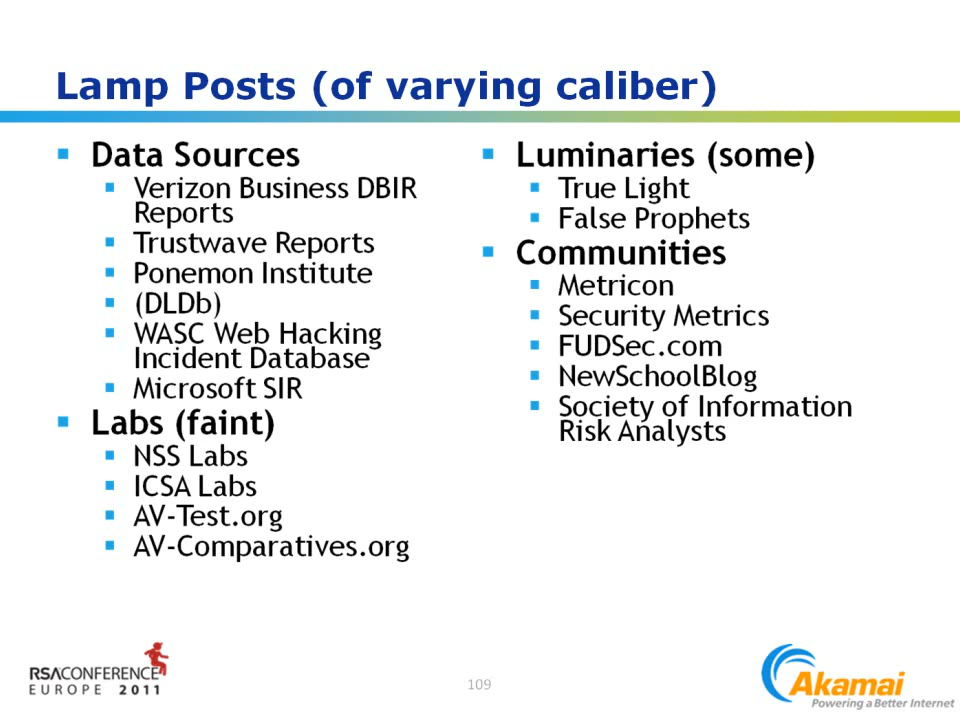 Lamp Posts (of varying caliber)
Data Sources
Verizon Business DBIR
Reports
Trustwave Reports
Ponemon Institute
(DLDb)
WASC Web Hacking
Incident Database
Microsoft SIR
Labs (faint)
NSS Labs
ICSA Labs
AV-Test.org
AV-Comparatives.org
Luminaries (some)
True Light
False Prophets
Communities
Metricon
Security Metrics
FUDSec.com
NewSchoolBlog
Society of Information
Risk Analysts
RSACONFERENCE
EUROPE 2011
109
Akamai
Powering a Better Internet